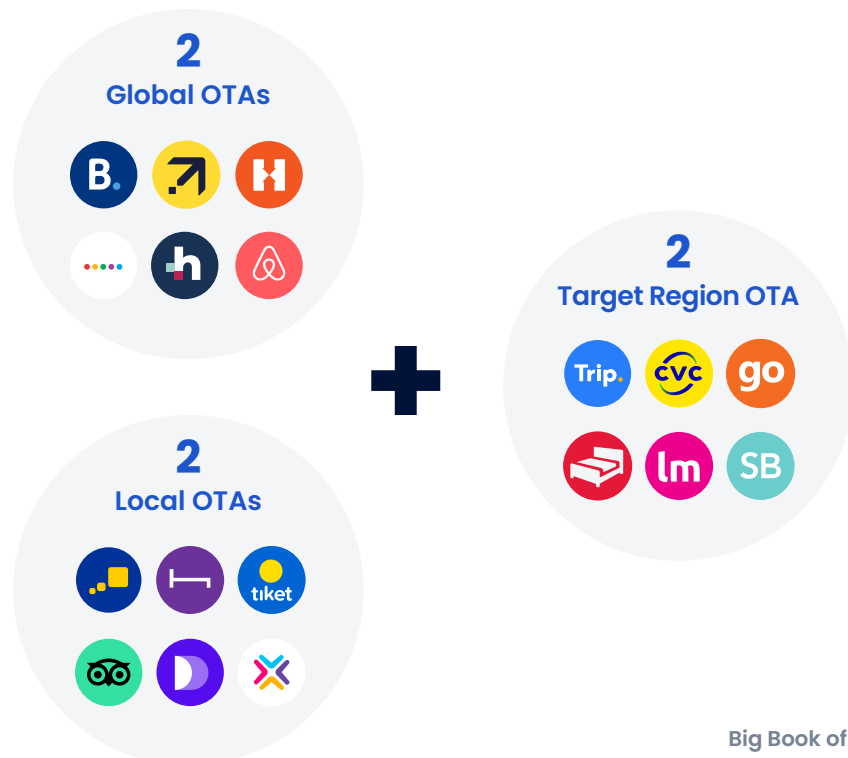 2
Global OTAs
B.
H
h
2
Local OTAs
tiket
2
Target Region OTA
Trip.
cvc
go
lm
SB
Big Book of